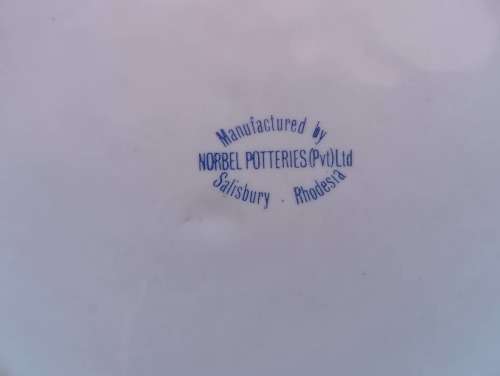 Manufactured by
NORBEL POTTERIES (Pvt) Ltd
Salisbury . Rhodesia